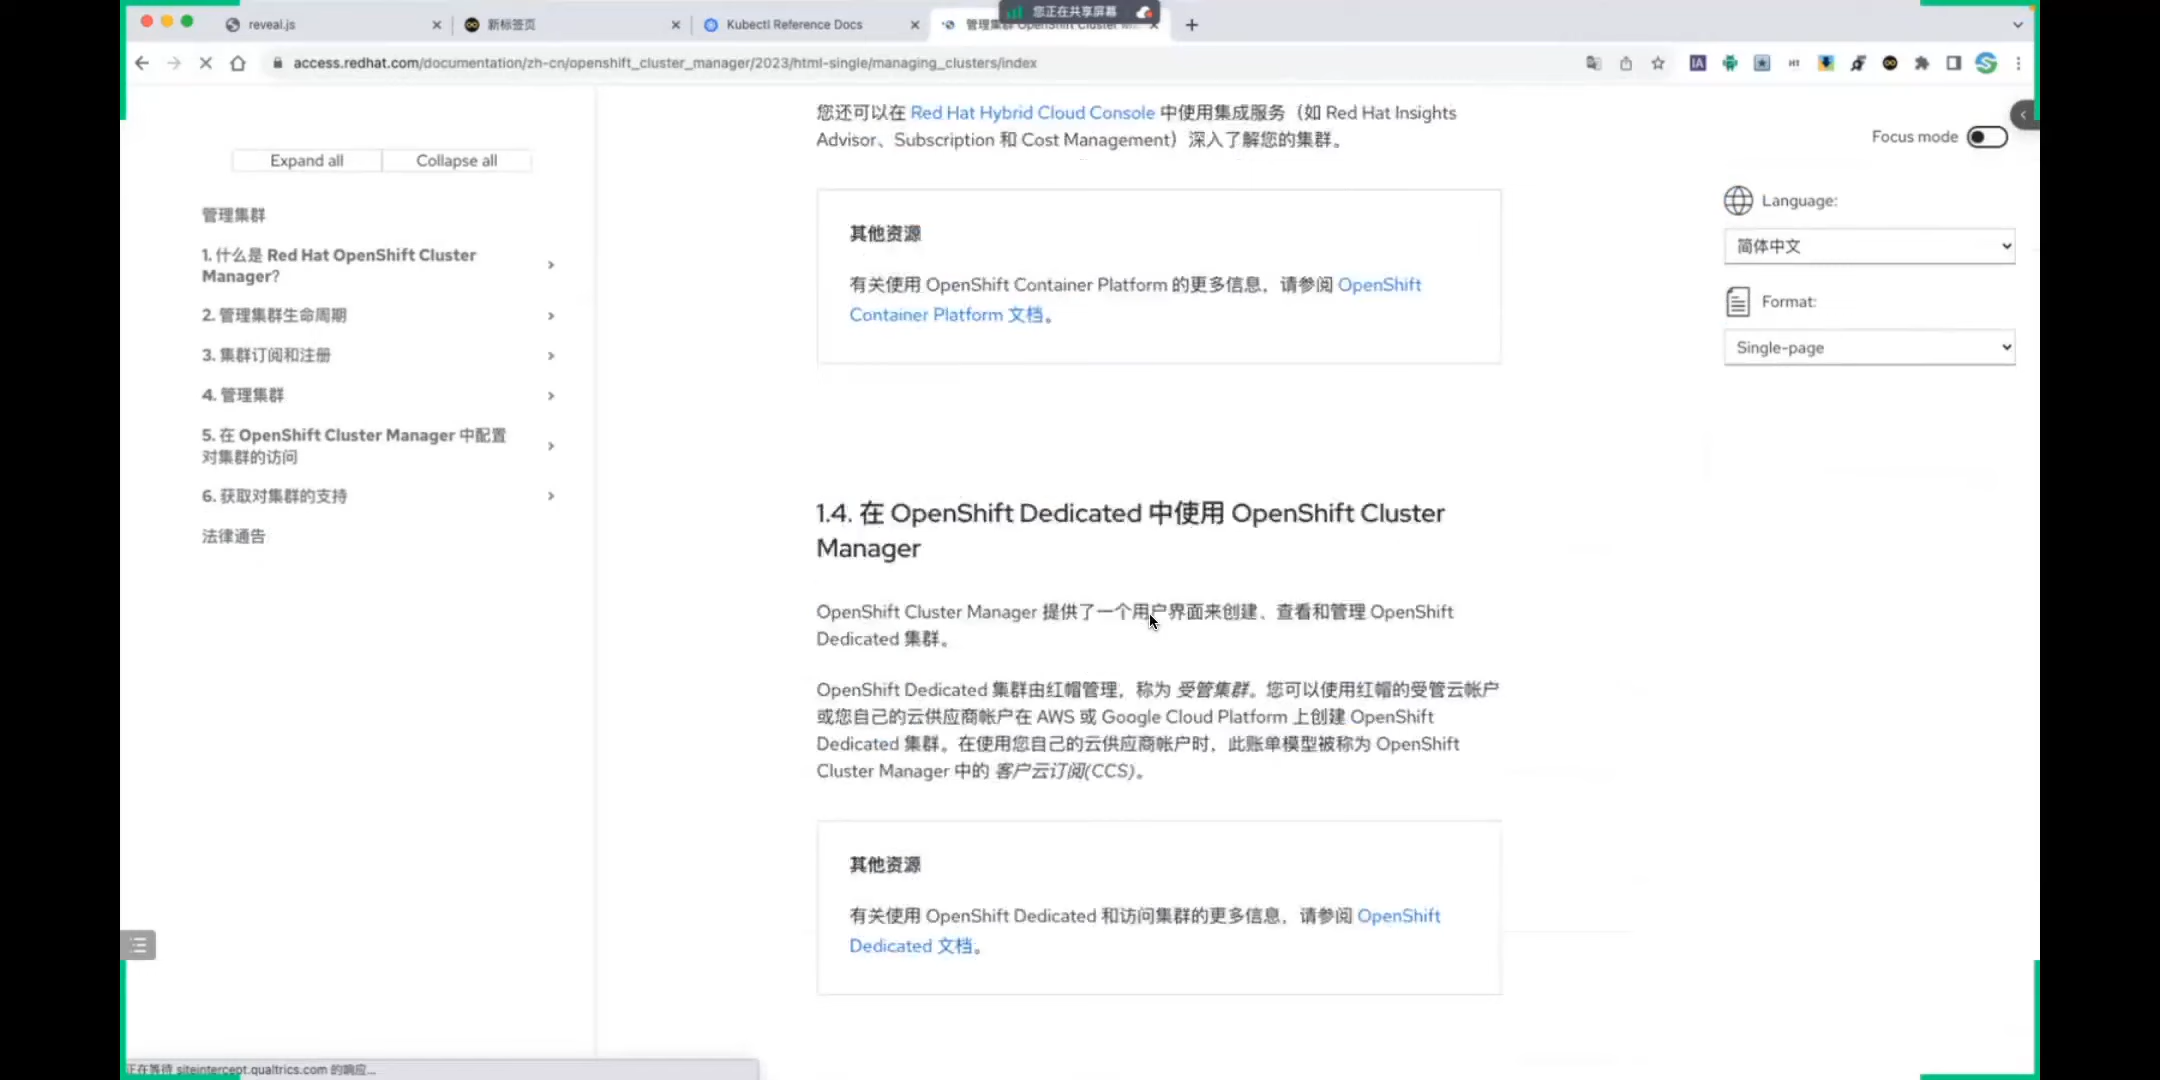 reveal.js
新标签页
Kubectl Reference Docs
管理集群 OpenShift Cluster
您正在共享屏幕
access.redhat.com/documentation/zh-cn/openshift_cluster_manager/2023/html-single/managing_clusters/index
Expand all
Collapse all
管理集群
1. 什么是 Red Hat OpenShift Cluster
Manager?
2. 管理集群生命周期
3. 集群订阅和注册
4. 管理集群
5. 在 OpenShift Cluster Manager 中配置
对集群的访问
6. 获取对集群的支持
法律通告
您还可以在 Red Hat Hybrid Cloud Console 中使用集成服务（如 Red Hat Insights
Advisor、Subscription 和 Cost Management）深入了解您的集群。
其他资源
有关使用 OpenShift Container Platform 的更多信息，请参阅 OpenShift
Container Platform 文档。
1.4. 在 OpenShift Dedicated 中使用 OpenShift Cluster
Manager
OpenShift Cluster Manager 提供了一个用户界面来创建、查看和管理 OpenShift
Dedicated 集群。
OpenShift Dedicated 集群由红帽管理，称为 受管集群。您可以使用红帽的受管云帐户
或您自己的云供应商帐户在 AWS 或 Google Cloud Platform 上创建 OpenShift
Dedicated 集群。在使用您自己的云供应商帐户时，此账单模型被称为 OpenShift
Cluster Manager 中的 客户云订阅(CCS)。
其他资源
有关使用 OpenShift Dedicated 和访问集群的更多信息，请参阅 OpenShift
Dedicated 文档。
Focus mode
Language:
简体中文
Format:
Single-page
正在等待 siteintercept.qualtrics.com 的响应...